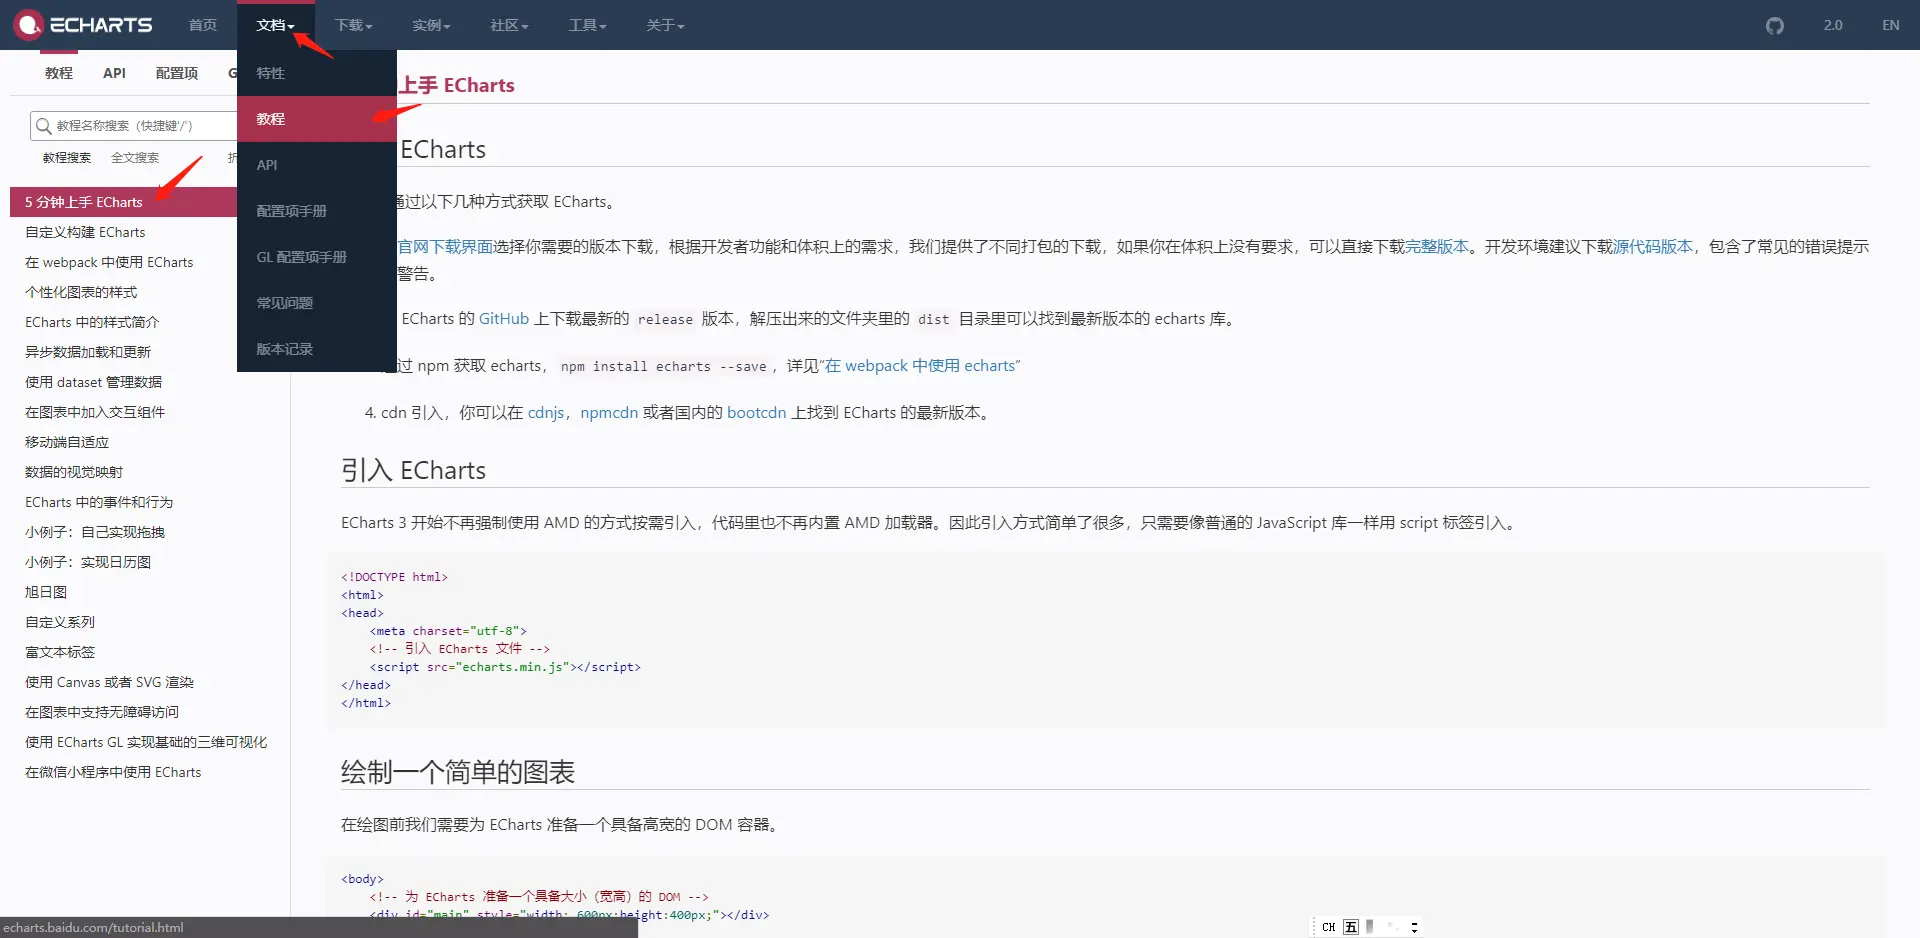 ECHARTS 首页 文档 下载 实例 社区 工具 关于 2.0 EN
教程 API 配置项 G
特性
教程
API
配置项手册
GL 配置项手册
常见问题
版本记录
教程名称搜索（快捷键'/'）
教程搜索 全文搜索 折
5 分钟上手 ECharts
自定义构建 ECharts
在 webpack 中使用 ECharts
个性化图表的样式
ECharts 中的样式简介
异步数据加载和更新
使用 dataset 管理数据
在图表中加入交互组件
移动端自适应
数据的视觉映射
ECharts 中的事件和行为
小例子：自己实现拖拽
小例子：实现日历图
旭日图
自定义系列
富文本标签
使用 Canvas 或者 SVG 渲染
在图表中支持无障碍访问
使用 ECharts GL 实现基础的三维可视化
在微信小程序中使用 ECharts
上手 ECharts
ECharts
通过以下几种方式获取 ECharts。
官网下载界面选择你需要的版本下载，根据开发者功能和体积上的需求，我们提供了不同打包的下载，如果你在体积上没有要求，可以直接下载完整版本。开发环境建议下载源代码版本，包含了常见的错误提示
警告。
ECharts 的 GitHub 上下载最新的 release 版本，解压出来的文件夹里的 dist 目录里可以找到最新版本的 echarts 库。
过 npm 获取 echarts， npm install echarts --save ，详见“在 webpack 中使用 echarts“
4. cdn 引入，你可以在 cdnjs，npmcdn 或者国内的 bootcdn 上找到 ECharts 的最新版本。
引入 ECharts
ECharts 3 开始不再强制使用 AMD 的方式按需引入，代码里也不再内置 AMD 加载器。因此引入方式简单了很多，只需要像普通的 JavaScript 库一样用 script 标签引入。
<!DOCTYPE html>
<html>
<head>
<meta charset="utf-8">
<!-- 引入 ECharts 文件 -->
<script src="echarts.min.js"></script>
</head>
</html>
绘制一个简单的图表
在绘图前我们需要为 ECharts 准备一个具备高宽的 DOM 容器。
<body>
<!-- 为 ECharts 准备一个具备大小（宽高）的 DOM -->
<div id="main" style="width: 600px;height:400px;"></div>
echarts.baidu.com/tutorial.html
CH 五